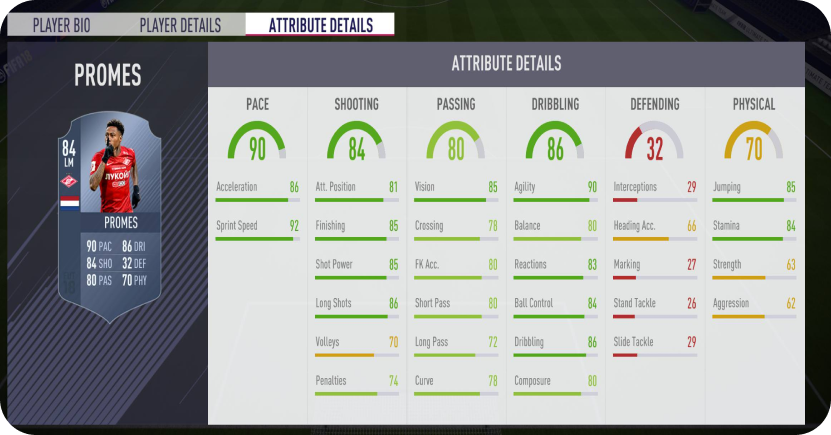 PLAYER BIO PLAYER DETAILS ATTRIBUTE DETAILS
PROMES
84
LM
ЛУКОЙЛ
PROMES
90 PAC 86 DRI
84 SHO 32 DEF
80 PAS 70 PHY
ATTRIBUTE DETAILS
PACE
90
Acceleration 86
Sprint Speed 92
SHOOTING
84
Att. Position 81
Finishing 85
Shot Power 85
Long Shots 86
Volleys 70
Penalties 74
PASSING
80
Vision 85
Crossing 78
FK Acc. 80
Short Pass 80
Long Pass 72
Curve 78
DRIBBLING
86
Agility 90
Balance 80
Reactions 83
Ball Control 84
Dribbling 86
Composure 80
DEFENDING
32
Interceptions 29
Heading Acc. 66
Marking 27
Stand Tackle 26
Slide Tackle 29
PHYSICAL
70
Jumping 85
Stamina 84
Strength 63
Aggression 62